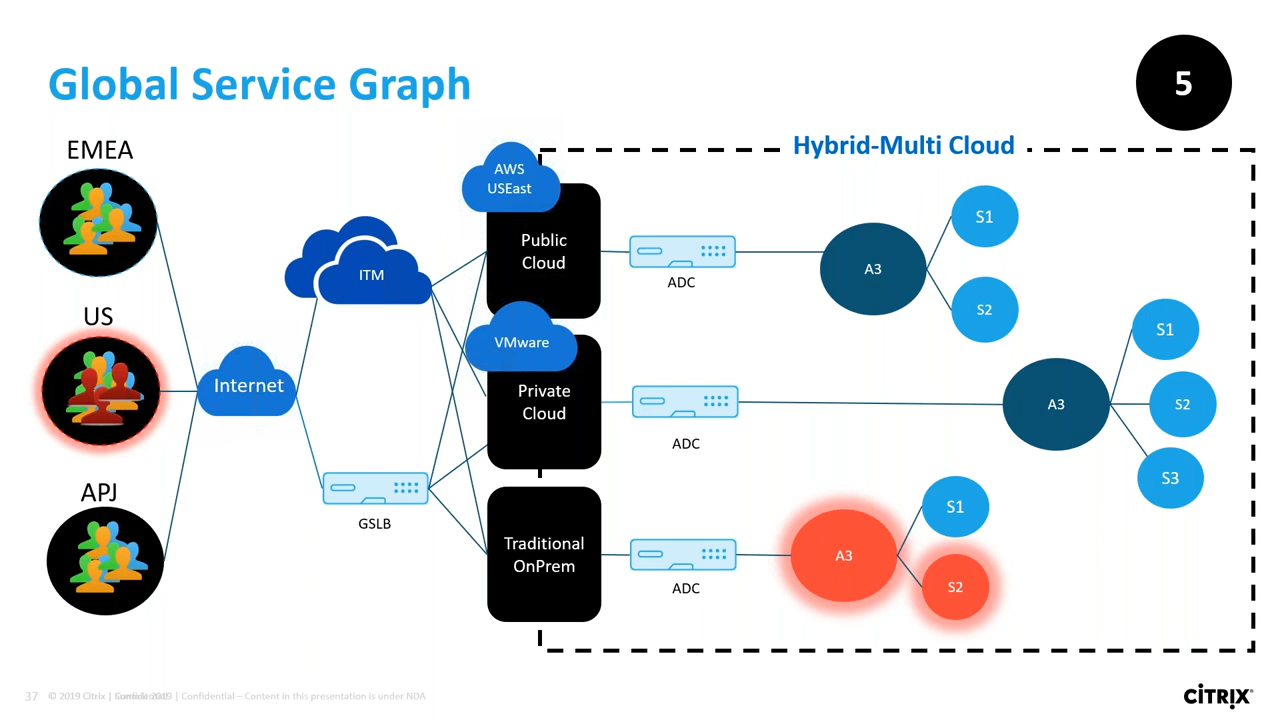 Global Service Graph
5
EMEA
US
APJ
Internet
ITM
GSLB
AWS
USEast
Public
Cloud
VMware
Private
Cloud
Traditional
OnPrem
Hybrid-Multi Cloud
ADC
A3
S1
S2
ADC
A3
S1
S2
S3
ADC
A3
S1
S2
37
© 2019 Citrix | Confidential – Content in this presentation is under NDA
CİTRIX